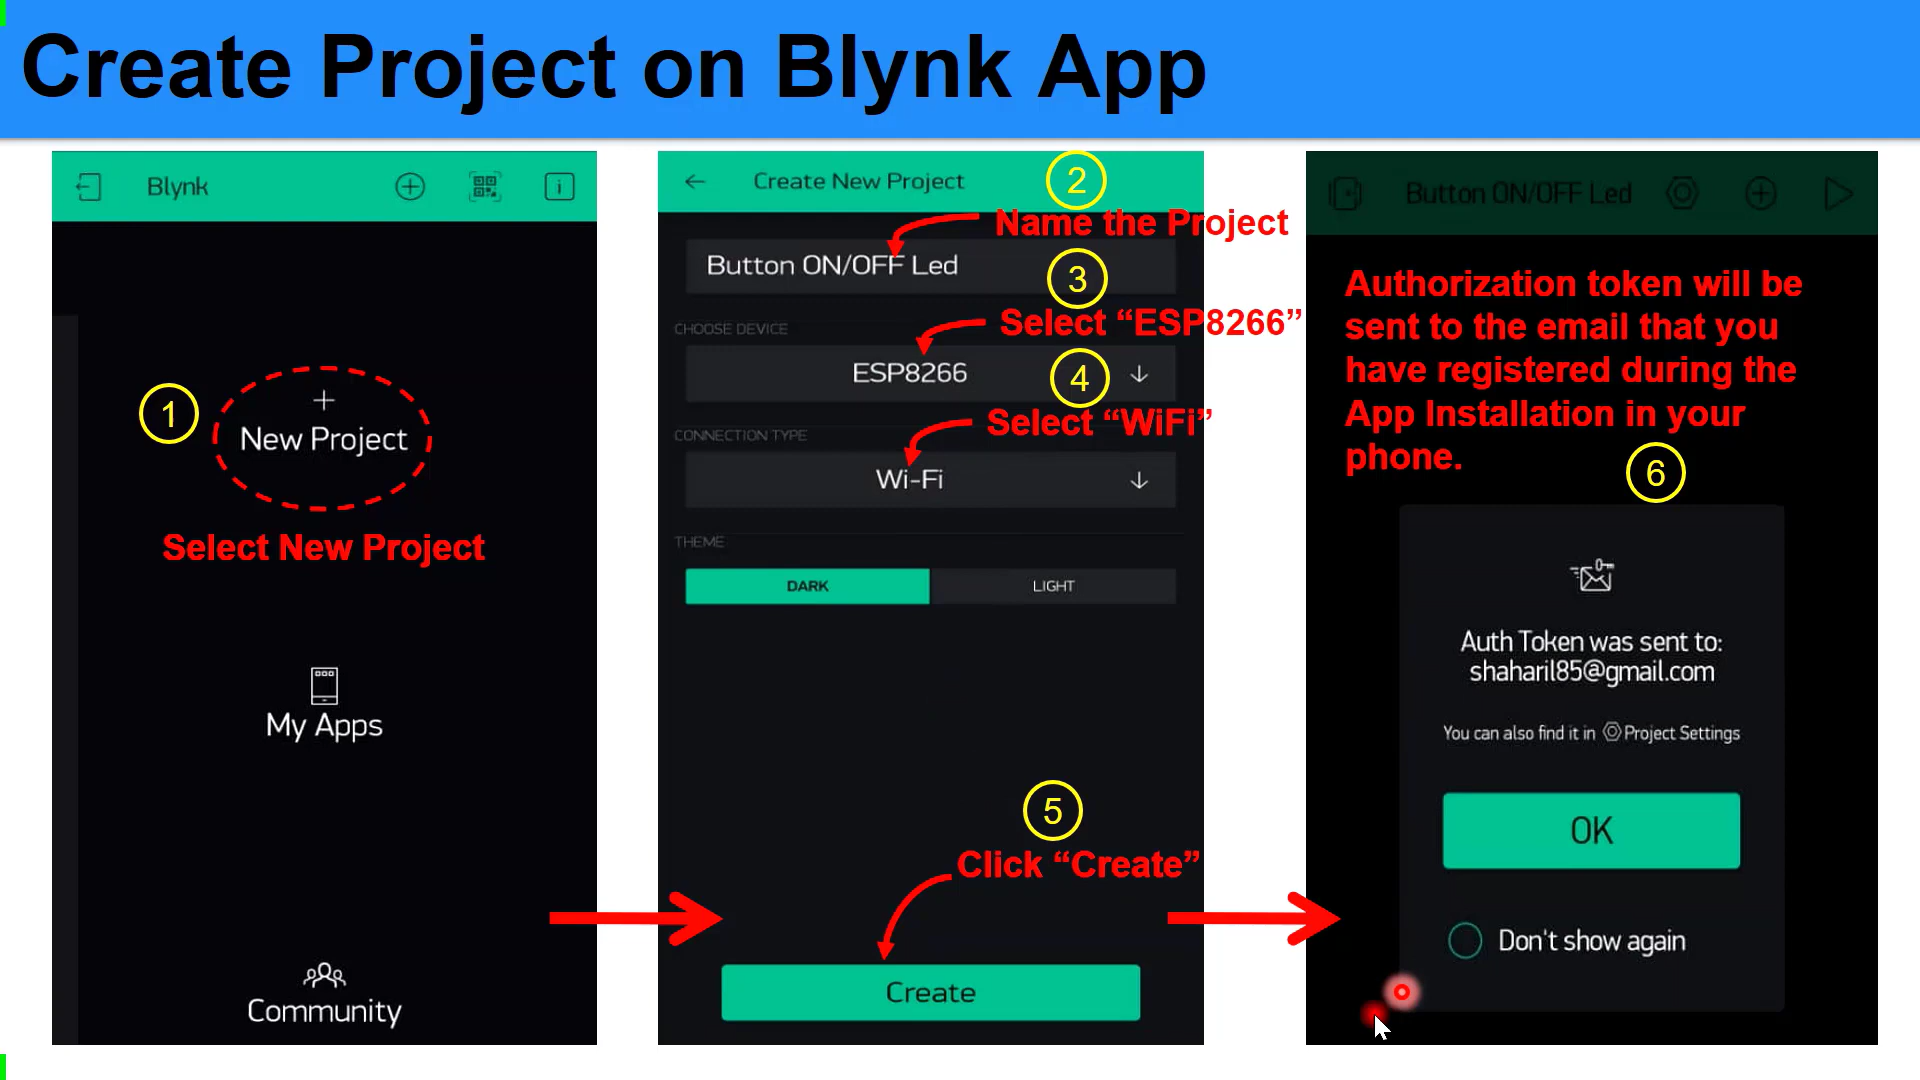 Create Project on Blynk App
Blynk
i
1
+
New Project
Select New Project
My Apps
Community
Create New Project
2
Name the Project
Button ON/OFF Led
3
CHOOSE DEVICE
Select “ESP8266”
ESP8266
4
Select “WiFi”
CONNECTION TYPE
Wi-Fi
THEME
DARK
LIGHT
5
Click “Create”
Create
Button ON/OFF Led
Authorization token will be
sent to the email that you
have registered during the
App Installation in your
phone.
6
Auth Token was sent to:
shaharil85@gmail.com
You can also find it in Project Settings
OK
Don't show again